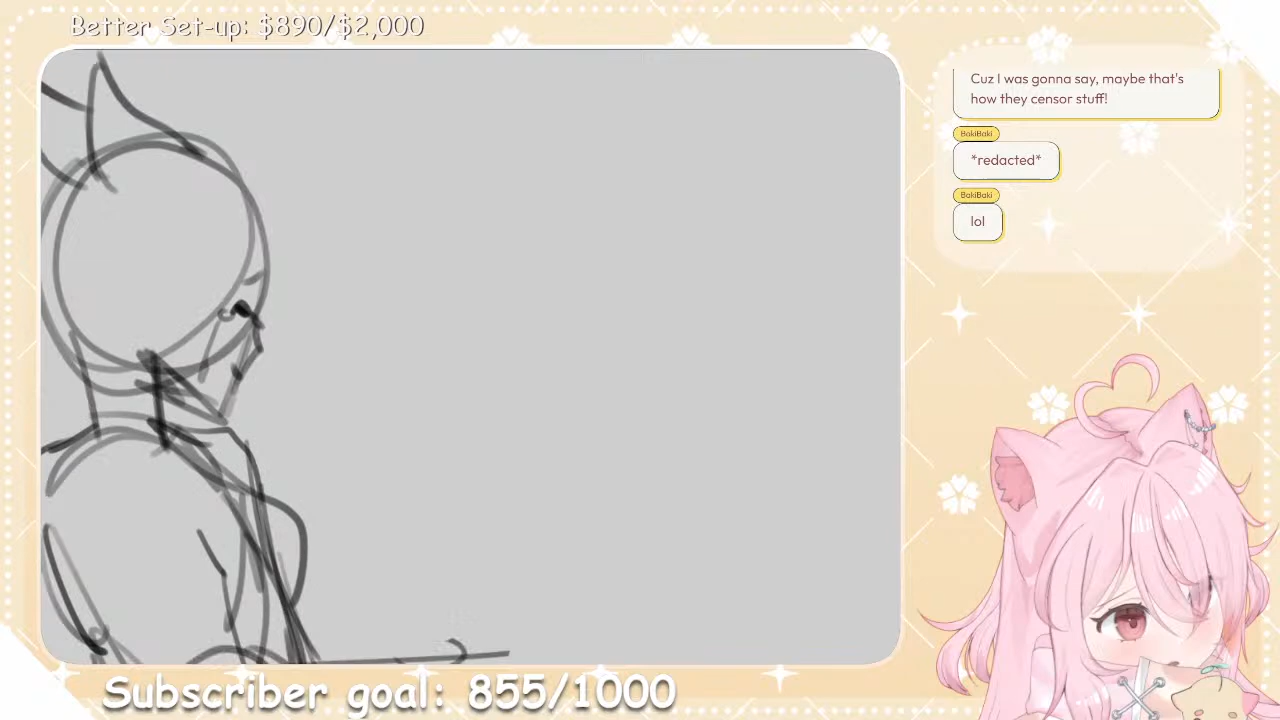 Better Set-up: $890/$2,000
Cuz I was gonna say, maybe that's
how they censor stuff!
BakiBaki
*redacted*
BakiBaki
lol
Subscriber goal: 855/1000